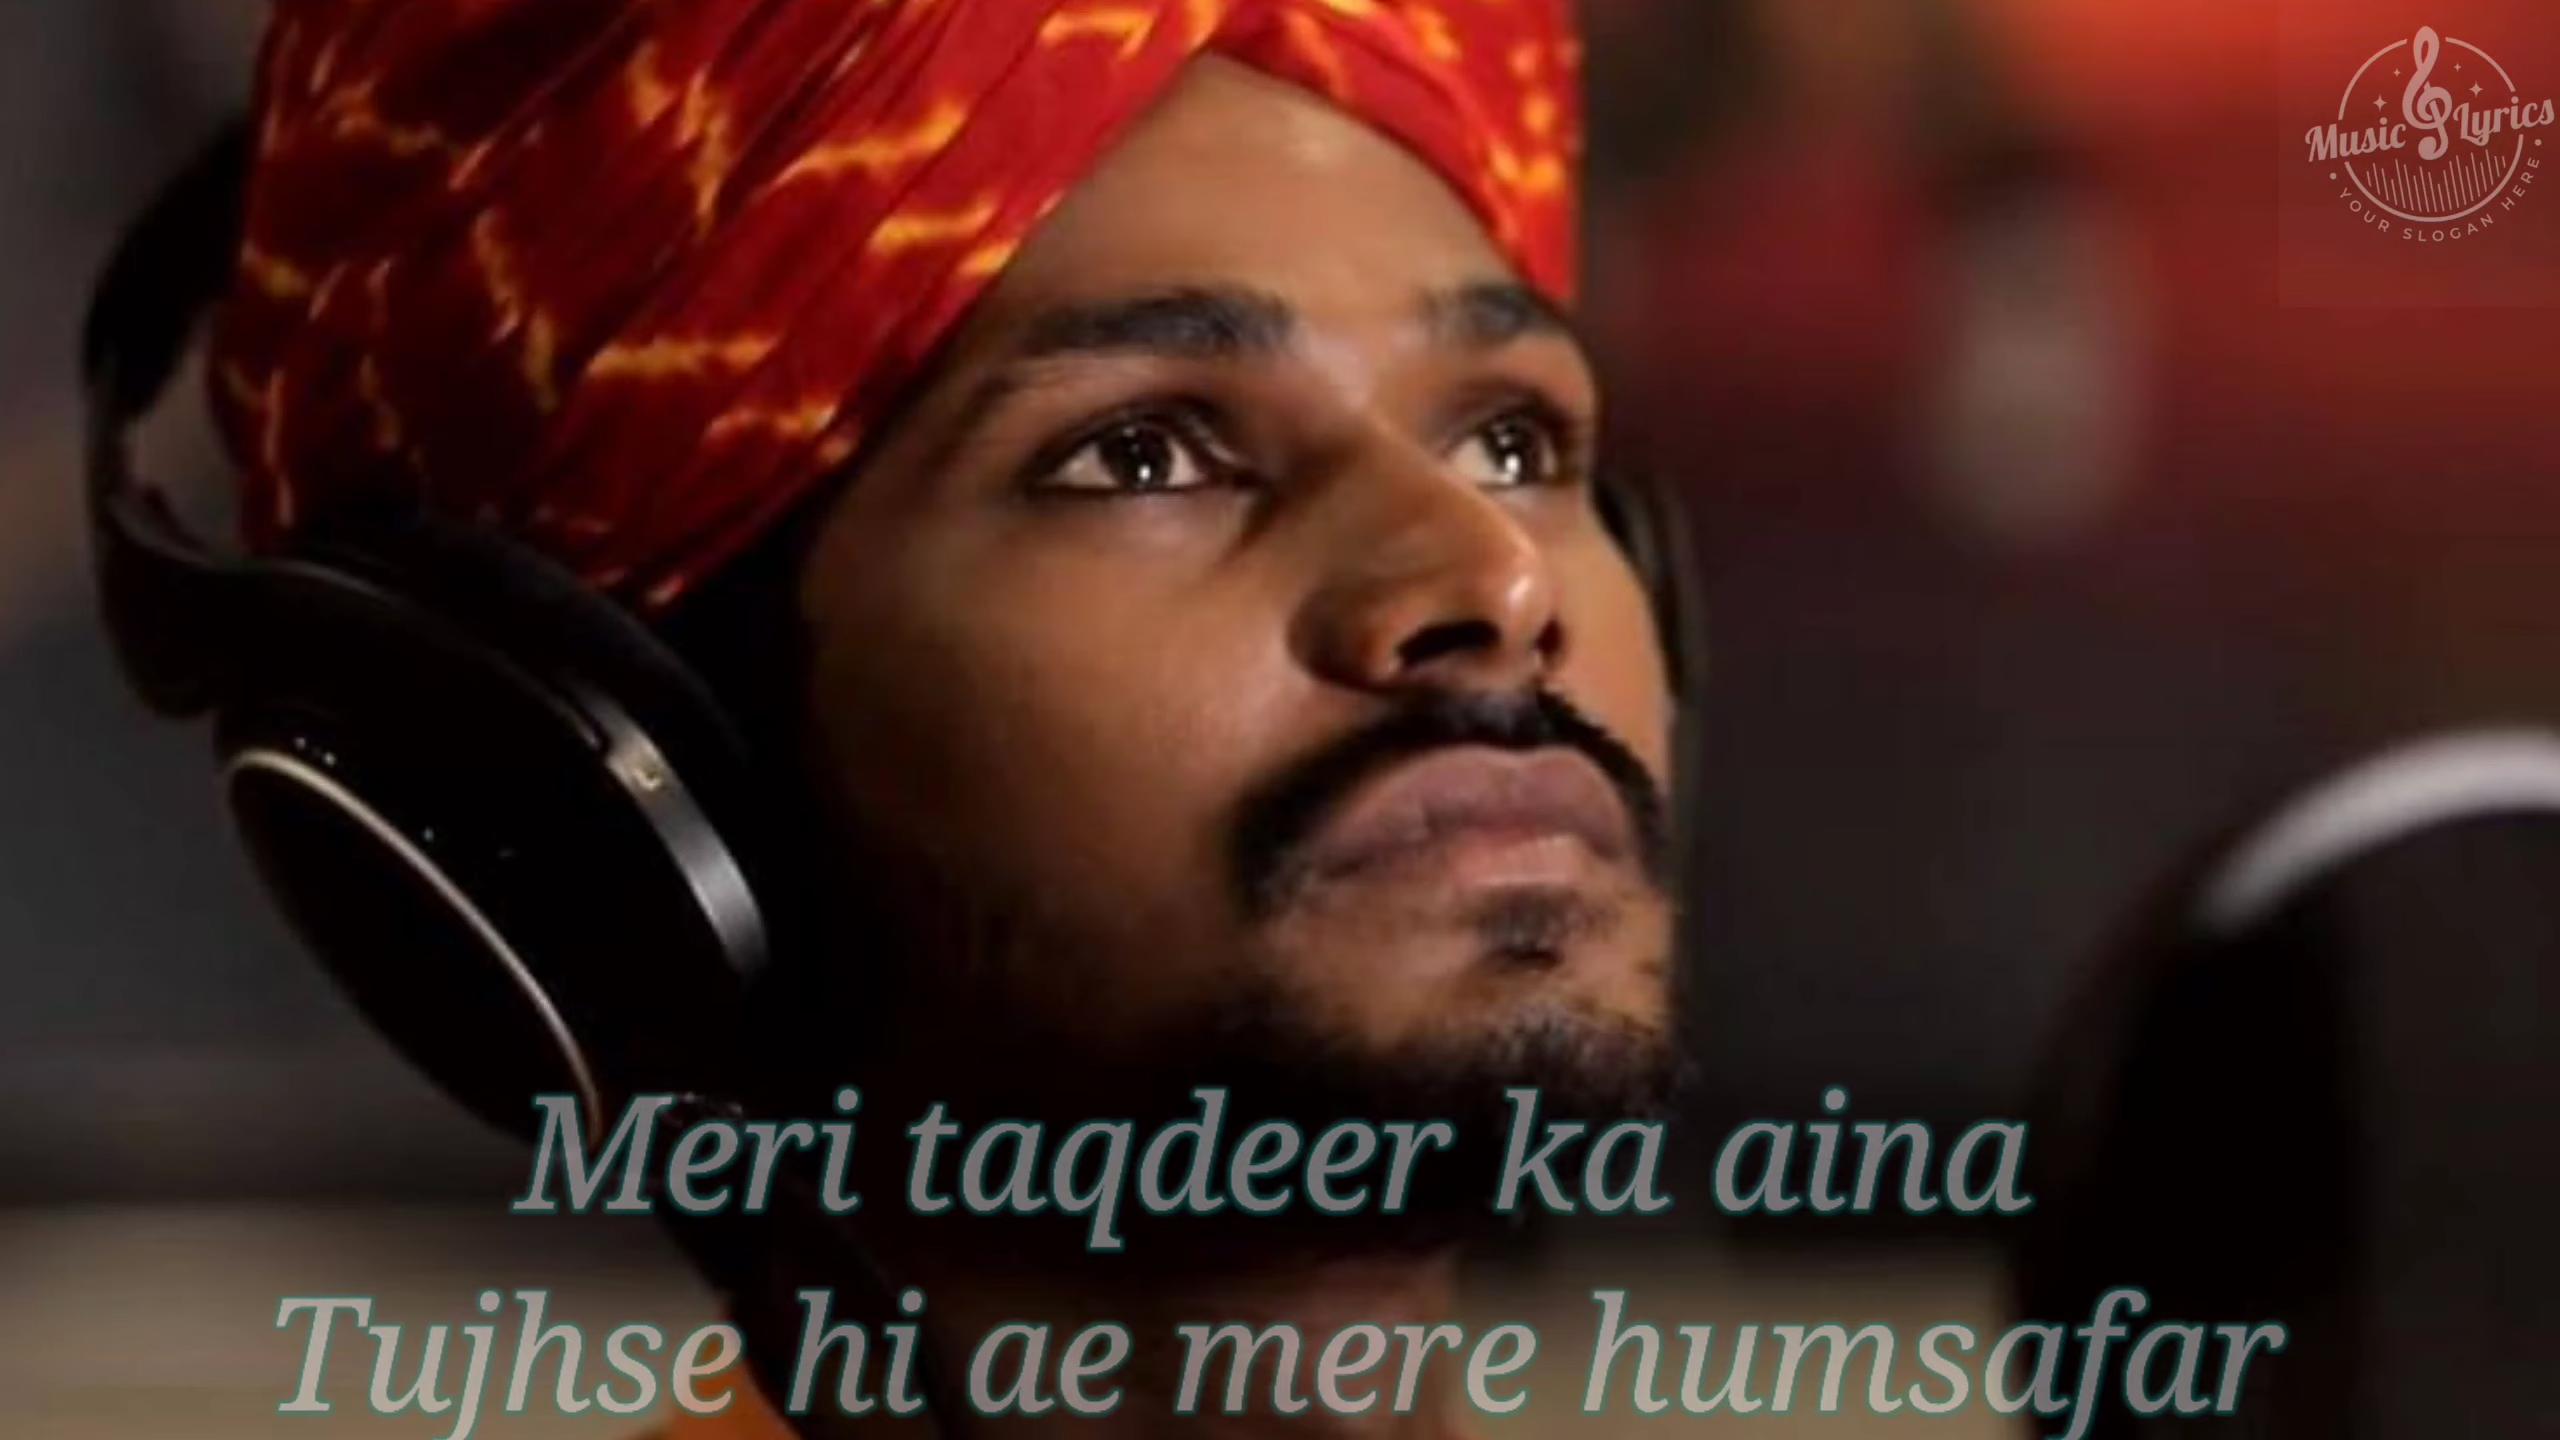 Music Lyrics
• YOUR SLOGAN HERE •
Meri taqdeer ka aina
Tujhse hi ae mere humsafar